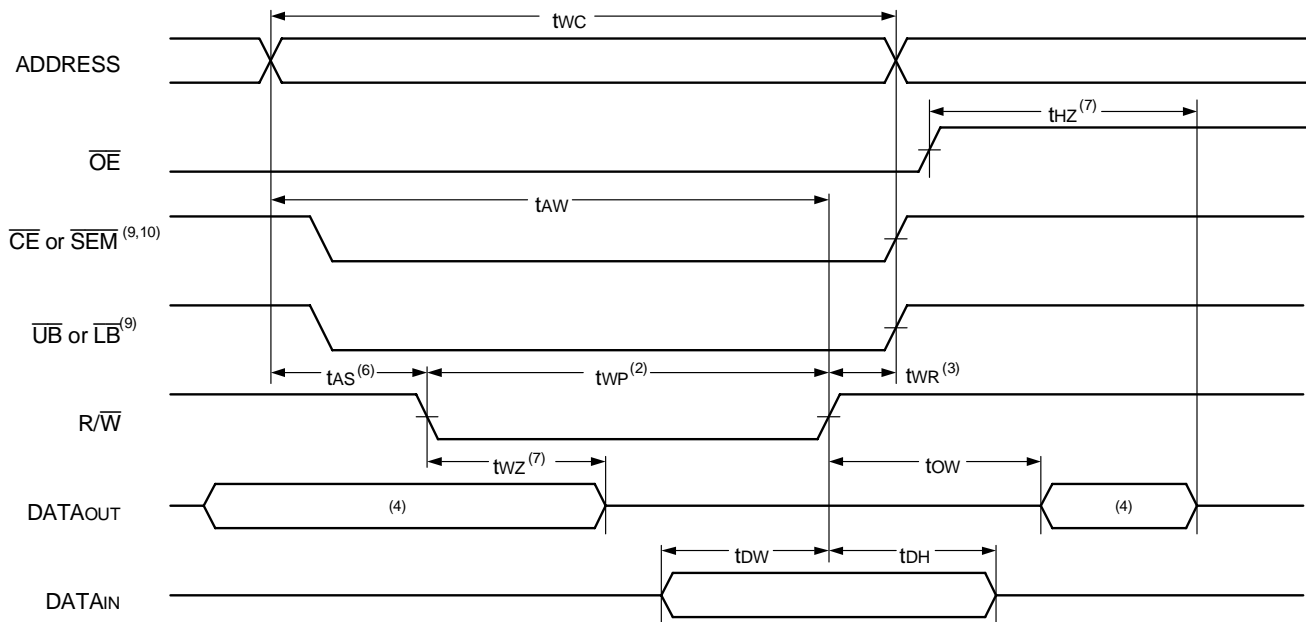 tWC
ADDRESS
tHZ(7)
OE
tAW
CE or SEM (9,10)
UB or LB(9)
tAS(6) tWP(2) tWR(3)
R/W
tWZ(7) tOW
DATAOUT (4) (4)
tDW tDH
DATAIN